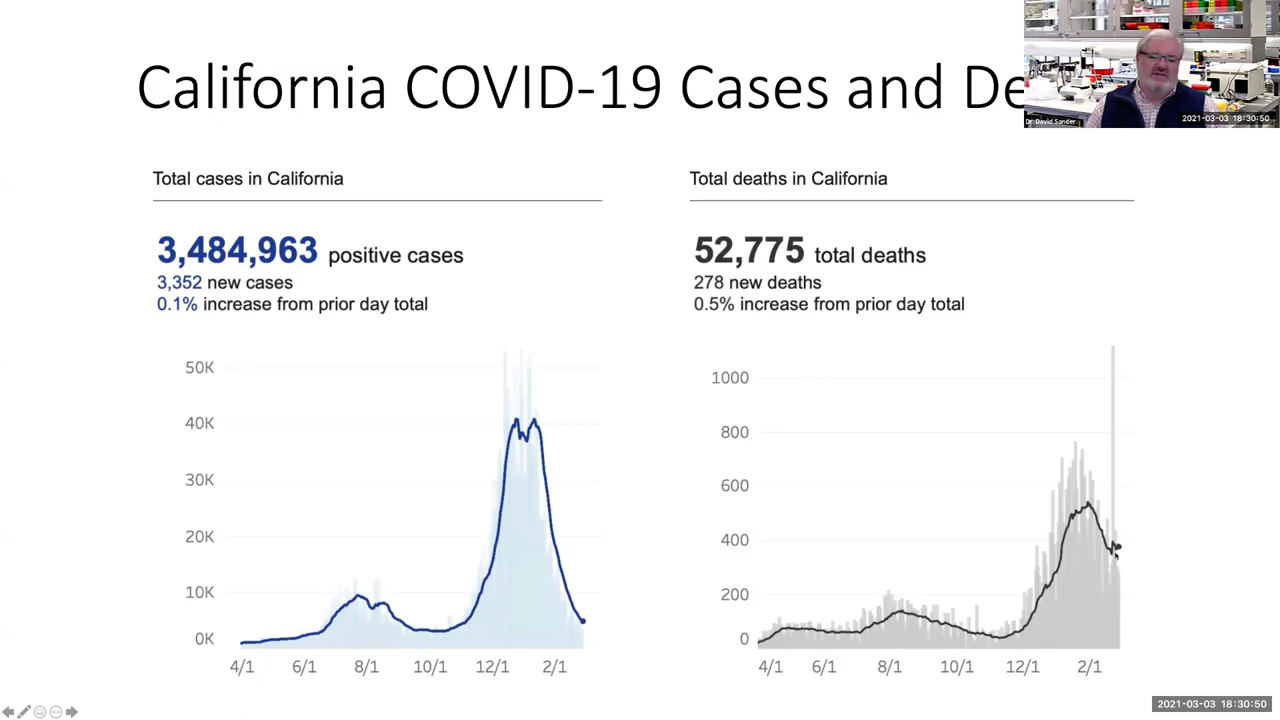 California COVID-19 Cases and De
Dr. David Sander
2021-03-03 18:30:50
Total cases in California
3,484,963 positive cases
3,352 new cases
0.1% increase from prior day total
50K
40K
30K
20K
10K
0K
4/1 6/1 8/1 10/1 12/1 2/1
Total deaths in California
52,775 total deaths
278 new deaths
0.5% increase from prior day total
1000
800
600
400
200
0
4/1 6/1 8/1 10/1 12/1 2/1
2021-03-03 18:30:50